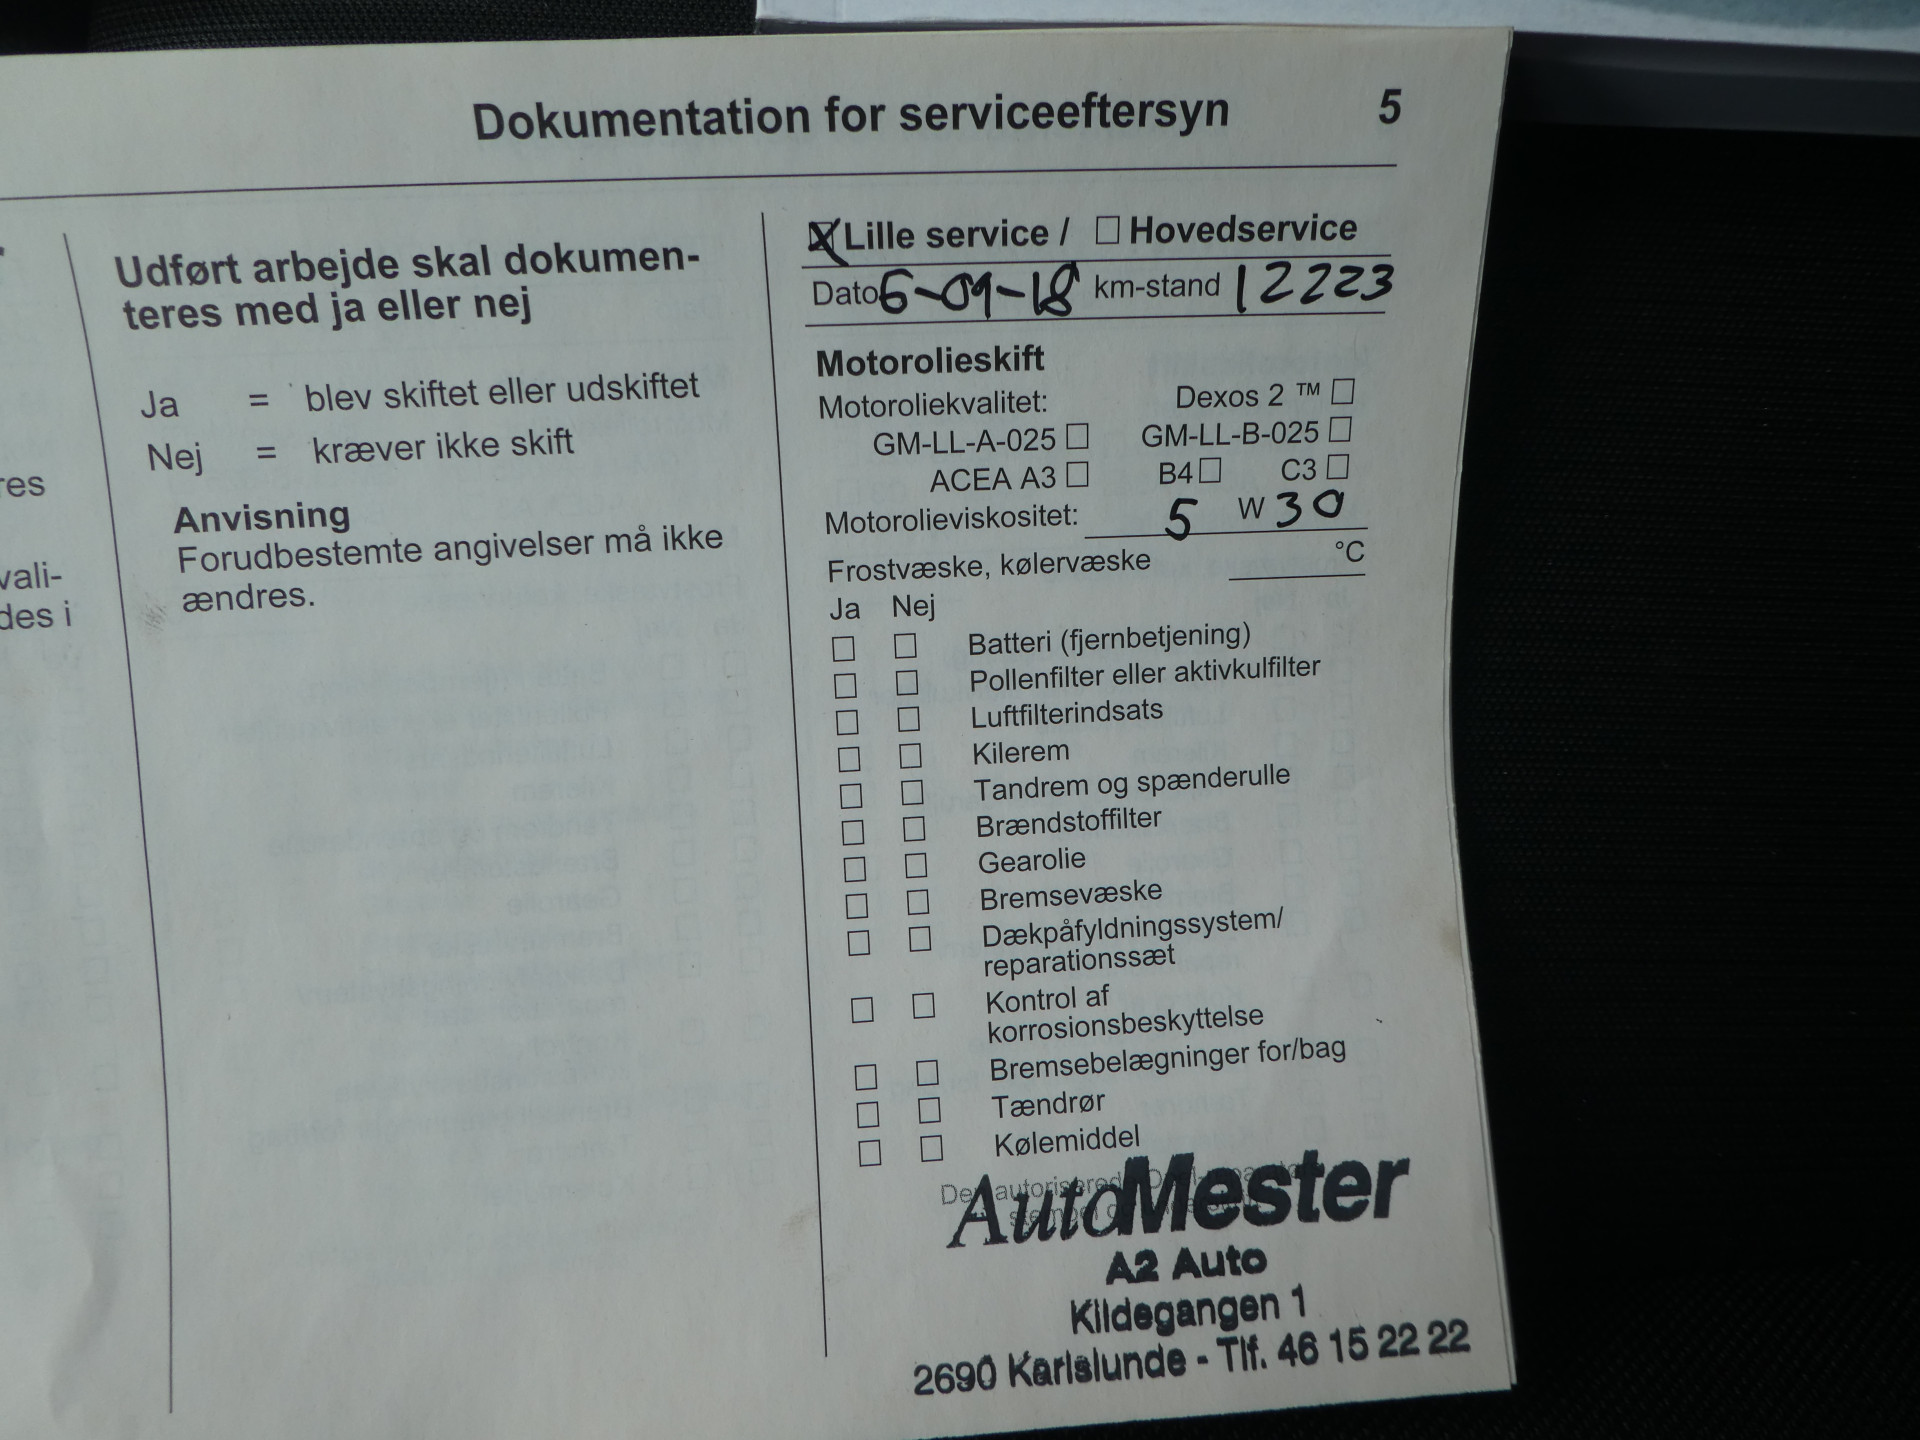 Dokumentation for serviceeftersyn 5
res
vali-
des i
Udført arbejde skal dokumen-
teres med ja eller nej
Ja = blev skiftet eller udskiftet
Nej = kræver ikke skift
Anvisning
Forudbestemte angivelser må ikke
ændres.
☒ Lille service / ☐ Hovedservice
Dato 6-09-18 km-stand 12223
Motorolieskift
Motoroliekvalitet: Dexos 2 ™ ☐
GM-LL-A-025 ☐ GM-LL-B-025 ☐
ACEA A3 ☐ B4 ☐ C3 ☐
Motorolieviskositet: 5 W 30
Frostvæske, kølervæske °C
Ja Nej
☐ ☐ Batteri (fjernbetjening)
☐ ☐ Pollenfilter eller aktivkulfilter
☐ ☐ Luftfilterindsats
☐ ☐ Kilerem
☐ ☐ Tandrem og spænderulle
☐ ☐ Brændstoffilter
☐ ☐ Gearolie
☐ ☐ Bremsevæske
☐ ☐ Dækpåfyldningssystem/
reparationssæt
☐ ☐ Kontrol af
korrosionsbeskyttelse
☐ ☐ Bremsebelægninger for/bag
☐ ☐ Tændrør
☐ ☐ Kølemiddel
AutoMester
A2 Auto
Kildegangen 1
2690 Karlslunde - Tlf. 46 15 22 22